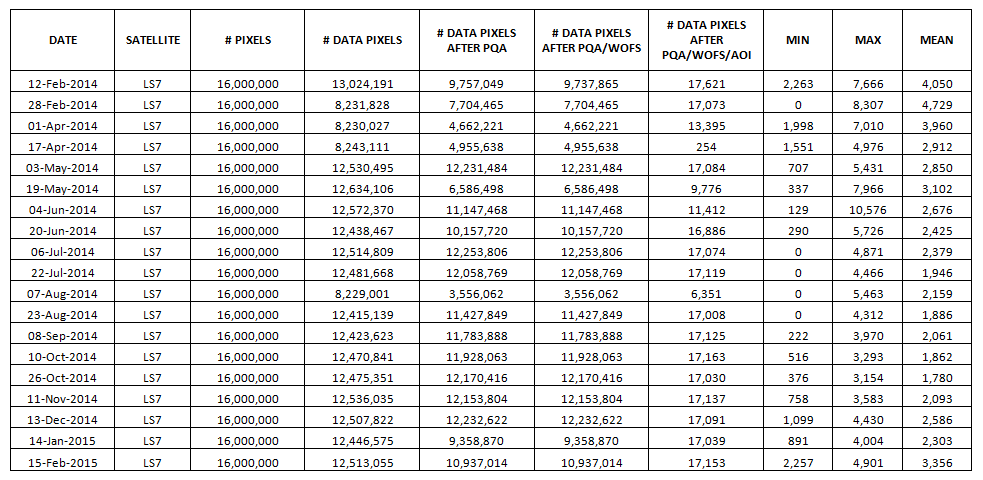 DATE SATELLITE # PIXELS # DATA PIXELS # DATA PIXELS AFTER PQA # DATA PIXELS AFTER PQA/WOFS # DATA PIXELS AFTER PQA/WOFS/AOI MIN MAX MEAN
12-Feb-2014 LS7 16,000,000 13,024,191 9,757,049 9,737,865 17,621 2,263 7,666 4,050
28-Feb-2014 LS7 16,000,000 8,231,828 7,704,465 7,704,465 17,073 0 8,307 4,729
01-Apr-2014 LS7 16,000,000 8,230,027 4,662,221 4,662,221 13,395 1,998 7,010 3,960
17-Apr-2014 LS7 16,000,000 8,243,111 4,955,638 4,955,638 254 1,551 4,976 2,912
03-May-2014 LS7 16,000,000 12,530,495 12,231,484 12,231,484 17,084 707 5,431 2,850
19-May-2014 LS7 16,000,000 12,634,106 6,586,498 6,586,498 9,776 337 7,966 3,102
04-Jun-2014 LS7 16,000,000 12,572,370 11,147,468 11,147,468 11,412 129 10,576 2,676
20-Jun-2014 LS7 16,000,000 12,438,467 10,157,720 10,157,720 16,886 290 5,726 2,425
06-Jul-2014 LS7 16,000,000 12,514,809 12,253,806 12,253,806 17,074 0 4,871 2,379
22-Jul-2014 LS7 16,000,000 12,481,668 12,058,769 12,058,769 17,119 0 4,466 1,946
07-Aug-2014 LS7 16,000,000 8,229,001 3,556,062 3,556,062 6,351 0 5,463 2,159
23-Aug-2014 LS7 16,000,000 12,415,139 11,427,849 11,427,849 17,008 0 4,312 1,886
08-Sep-2014 LS7 16,000,000 12,423,623 11,783,888 11,783,888 17,125 222 3,970 2,061
10-Oct-2014 LS7 16,000,000 12,470,841 11,928,063 11,928,063 17,163 516 3,293 1,862
26-Oct-2014 LS7 16,000,000 12,475,351 12,170,416 12,170,416 17,030 376 3,154 1,780
11-Nov-2014 LS7 16,000,000 12,536,035 12,153,804 12,153,804 17,137 758 3,583 2,093
13-Dec-2014 LS7 16,000,000 12,507,822 12,232,622 12,232,622 17,091 1,099 4,430 2,586
14-Jan-2015 LS7 16,000,000 12,446,575 9,358,870 9,358,870 17,039 891 4,004 2,303
15-Feb-2015 LS7 16,000,000 12,513,055 10,937,014 10,937,014 17,153 2,257 4,901 3,356